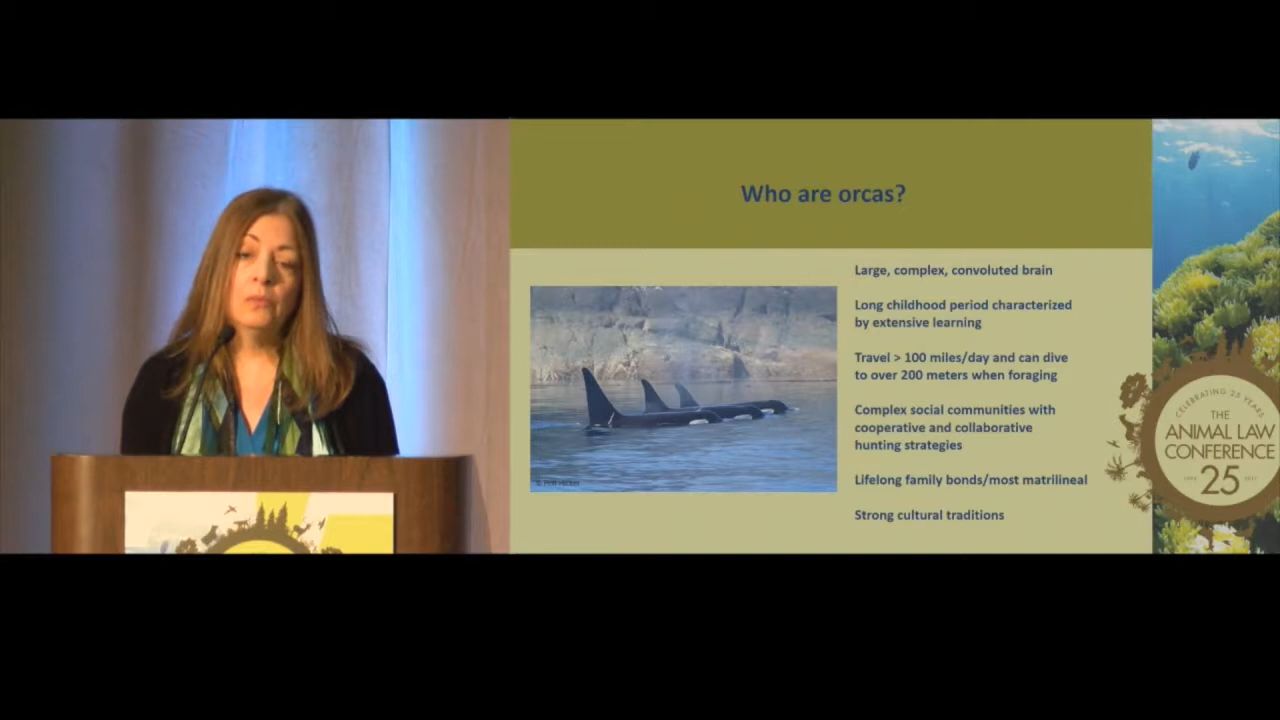 Who are orcas?
Large, complex, convoluted brain
Long childhood period characterized
by extensive learning
Travel > 100 miles/day and can dive
to over 200 meters when foraging
Complex social communities with
cooperative and collaborative
hunting strategies
Lifelong family bonds/most matrilineal
Strong cultural traditions
CELEBRATING 25 YEARS
THE
ANIMAL LAW
CONFERENCE
25